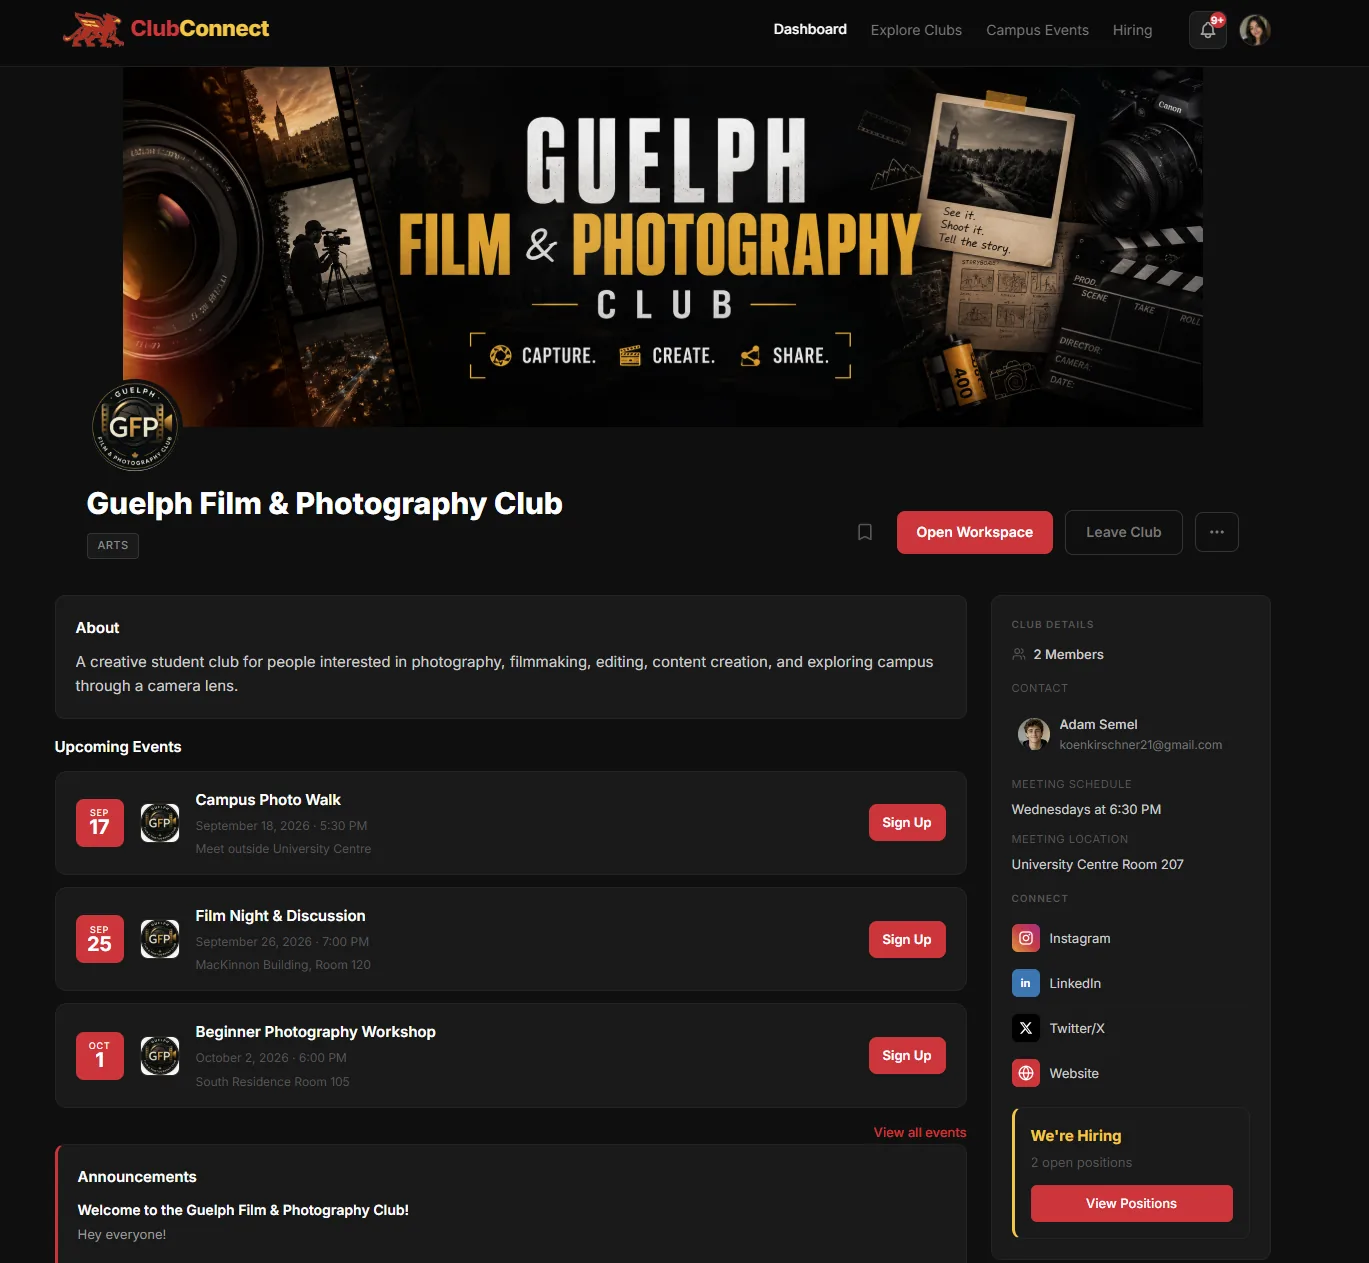 ClubConnect
Dashboard
Explore Clubs
Campus Events
Hiring
9+
GUELPH
FILM & PHOTOGRAPHY
CLUB
CAPTURE.
CREATE.
SHARE.
Canon
See it.
Shoot it.
Tell the story.
STORYBOARD
PROD.
SCENE
TAKE
ROLL
DIRECTOR:
CAMERA:
DATE:
400
GUELPH
GFP
FILM & PHOTOGRAPHY CLUB
Guelph Film & Photography Club
ARTS
Open Workspace
Leave Club
About
A creative student club for people interested in photography, filmmaking, editing, content creation, and exploring campus
through a camera lens.
Upcoming Events
SEP
17
GFP
Campus Photo Walk
September 18, 2026 · 5:30 PM
Meet outside University Centre
Sign Up
SEP
25
GFP
Film Night & Discussion
September 26, 2026 · 7:00 PM
MacKinnon Building, Room 120
Sign Up
OCT
1
GFP
Beginner Photography Workshop
October 2, 2026 · 6:00 PM
South Residence Room 105
Sign Up
View all events
Announcements
Welcome to the Guelph Film & Photography Club!
Hey everyone!
CLUB DETAILS
2 Members
CONTACT
Adam Semel
koenkirschner21@gmail.com
MEETING SCHEDULE
Wednesdays at 6:30 PM
MEETING LOCATION
University Centre Room 207
CONNECT
Instagram
in
LinkedIn
Twitter/X
Website
We're Hiring
2 open positions
View Positions